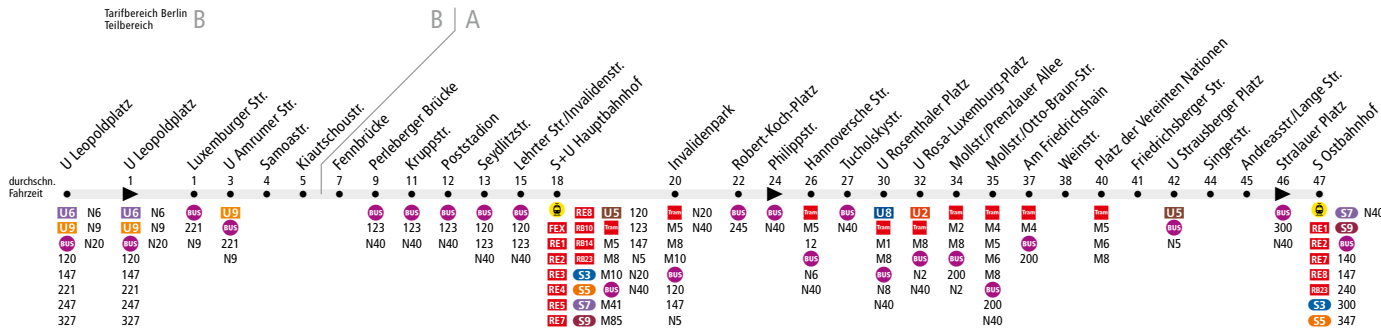 Tarifbereich Berlin
Teilbereich
B
B
A
durchschn.
Fahrzeit
U Leopoldplatz
U6 N6
U9 N9
BUS N20
120
147
221
247
327
U Leopoldplatz
1
U6 N6
U9 N9
BUS N20
120
147
221
247
327
Luxemburger Str.
1
BUS
221
N9
U Amrumer Str.
3
U9
BUS
221
N9
Samoastr.
4
Kiautschoustr.
5
Fennbrücke
7
Perleberger Brücke
9
BUS
123
N40
Kruppstr.
11
BUS
123
N40
Poststadion
12
BUS
123
N40
Seydlitzstr.
13
BUS
120
123
N40
Lehrter Str./Invalidenstr.
15
BUS
120
123
N40
S+U Hauptbahnhof
18
RE8 U5 120
FEX RB10 Tram 123
RE1 RB14 M5 147
RE2 RB23 M8 N5
RE3 S3 M10 N20
RE4 S5 BUS N40
RE5 S7 M41
RE7 S9 M85
Invalidenpark
20
Tram N20
M5 N40
M8
M10
BUS
120
147
N5
Robert-Koch-Platz
22
BUS
245
Philippstr.
24
BUS
N40
Hannoversche Str.
26
Tram
M5
12
BUS
N6
N40
Tucholskystr.
27
BUS
N40
U Rosenthaler Platz
30
U8
Tram
M1
M8
BUS
N8
N40
U Rosa-Luxemburg-Platz
32
U2
Tram
M8
BUS
N2
N40
Mollstr./Prenzlauer Allee
34
Tram
M2
M8
BUS
200
N2
Mollstr./Otto-Braun-Str.
35
Tram
M4
M5
M6
M8
BUS
200
N40
Am Friedrichshain
37
Tram
M4
BUS
200
Weinstr.
38
Platz der Vereinten Nationen
40
Tram
M5
M6
M8
Friedrichsberger Str.
41
U Strausberger Platz
42
U5
BUS
N5
Singerstr.
44
Andreasstr./Lange Str.
45
Stralauer Platz
46
BUS
300
N40
S Ostbahnhof
47
S7 N40
RE1 S9
RE2 BUS
RE7 140
RE8 147
RB23 240
S3 300
S5 347